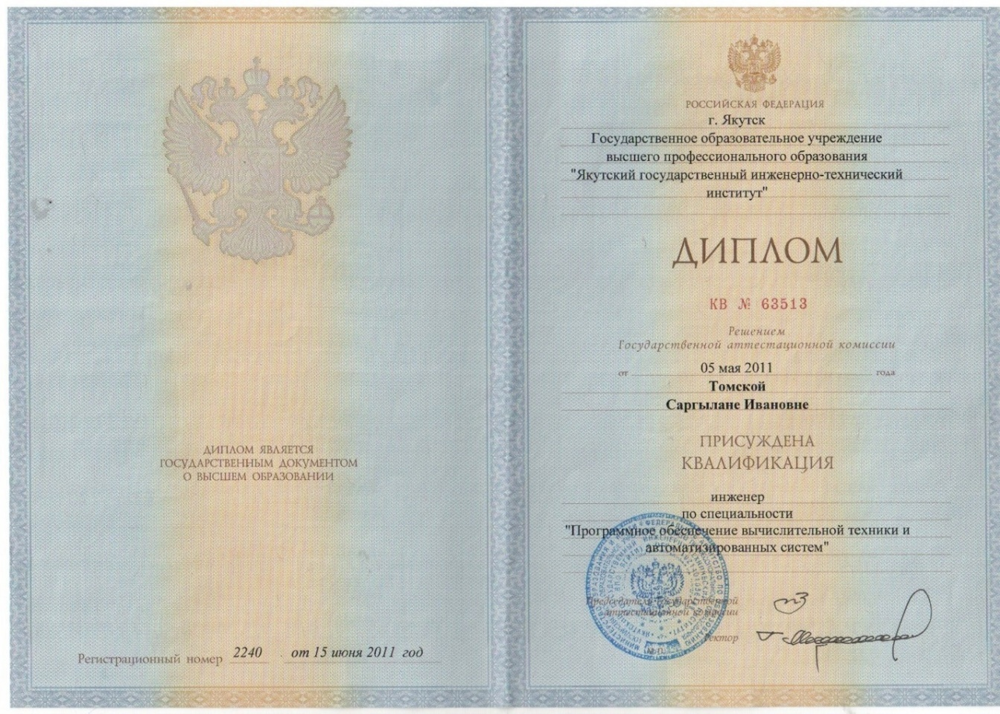 ДИПЛОМ ЯВЛЯЕТСЯ
ГОСУДАРСТВЕННЫМ ДОКУМЕНТОМ
О ВЫСШЕМ ОБРАЗОВАНИИ
Регистрационный номер 2240 от 15 июня 2011 год
РОССИЙСКАЯ ФЕДЕРАЦИЯ
г. Якутск
Государственное образовательное учреждение
высшего профессионального образования
"Якутский государственный инженерно-технический
институт"
ДИПЛОМ
КВ № 63513
Решением
Государственной аттестационной комиссии
от 05 мая 2011 года
Томской
Саргылане Ивановне
ПРИСУЖДЕНА
КВАЛИФИКАЦИЯ
инженер
по специальности
"Программное обеспечение вычислительной техники и
автоматизированных систем"
Председатель Государственной
аттестационной комиссии
Ректор
М.П.